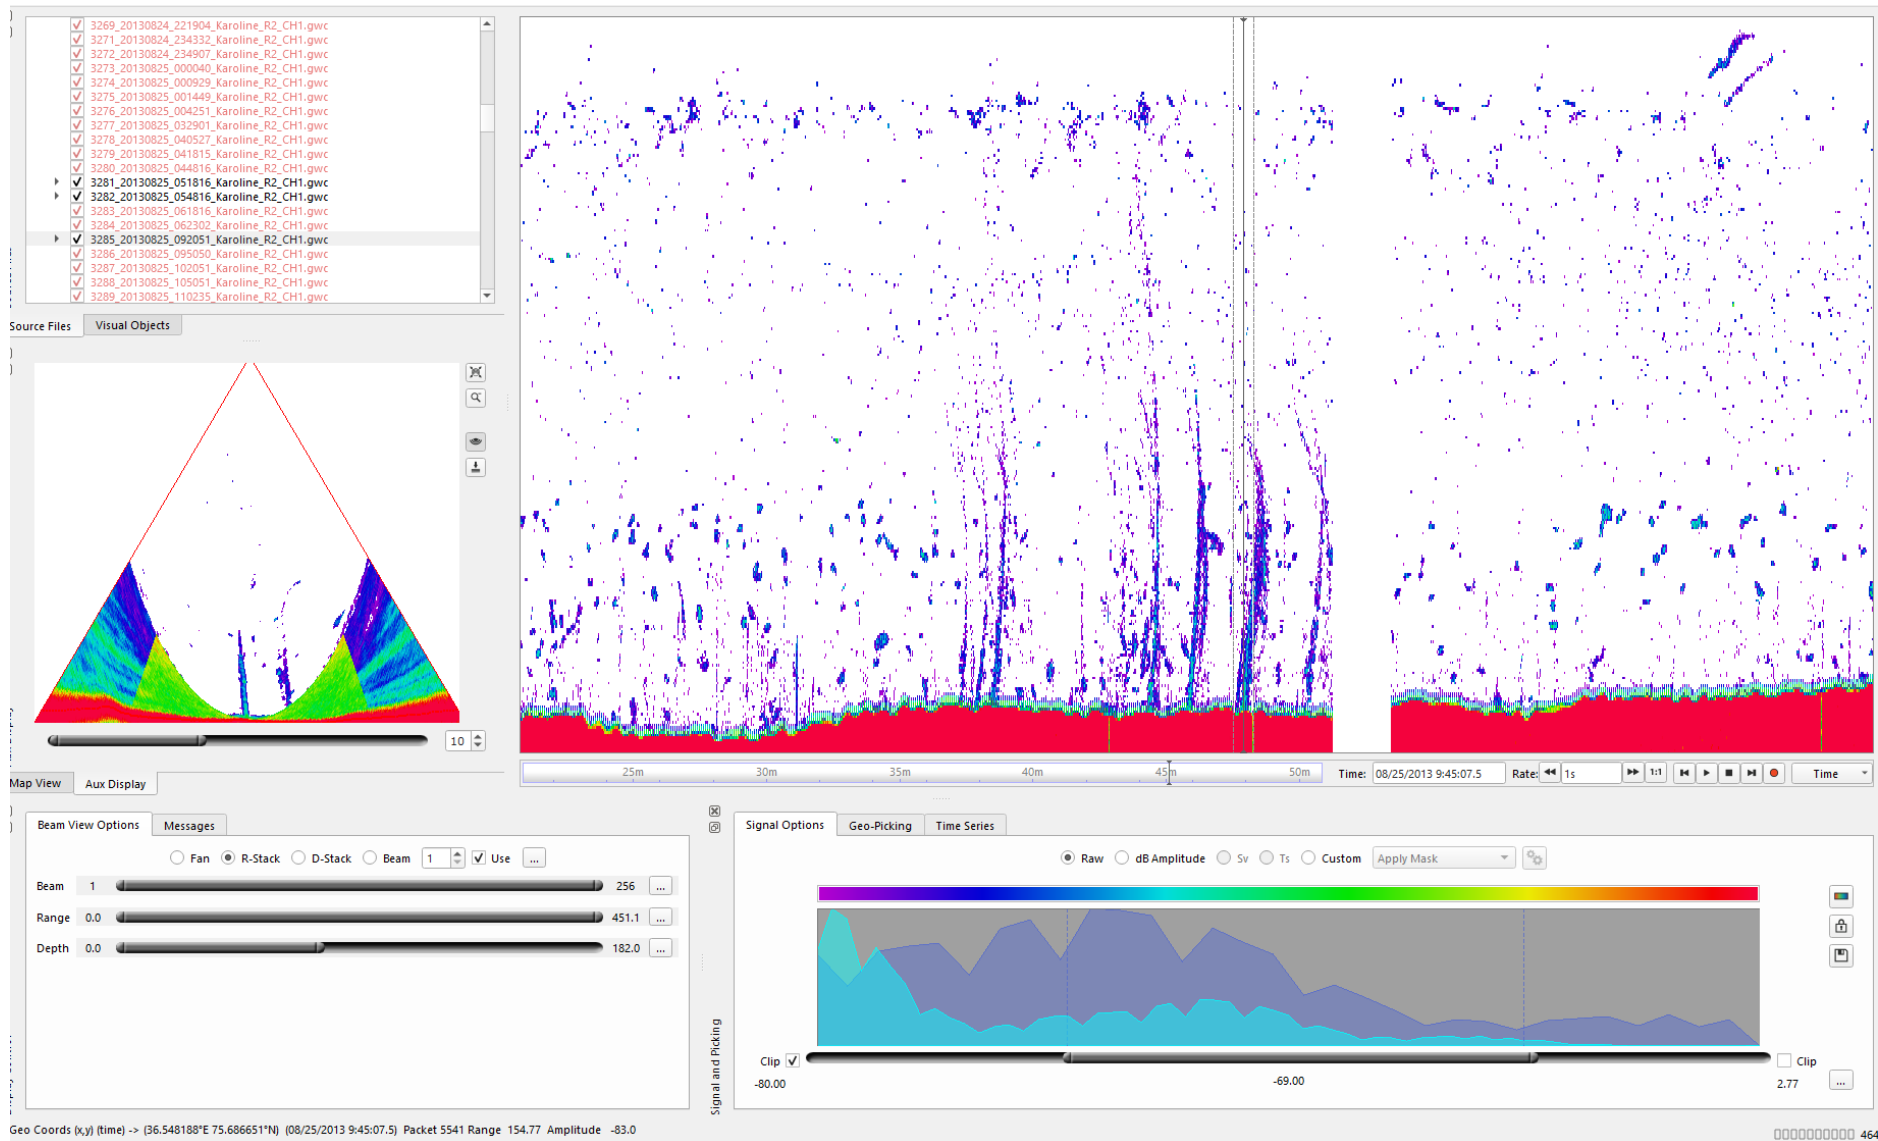 3269_20130824_221904_Karoline_R2_CH1.gwc
3271_20130824_234332_Karoline_R2_CH1.gwc
3272_20130824_234907_Karoline_R2_CH1.gwc
3273_20130825_000040_Karoline_R2_CH1.gwc
3274_20130825_000929_Karoline_R2_CH1.gwc
3275_20130825_001449_Karoline_R2_CH1.gwc
3276_20130825_004251_Karoline_R2_CH1.gwc
3277_20130825_032901_Karoline_R2_CH1.gwc
3278_20130825_040527_Karoline_R2_CH1.gwc
3279_20130825_041815_Karoline_R2_CH1.gwc
3280_20130825_044816_Karoline_R2_CH1.gwc
3281_20130825_051816_Karoline_R2_CH1.gwc
3282_20130825_054816_Karoline_R2_CH1.gwc
3283_20130825_061816_Karoline_R2_CH1.gwc
3284_20130825_062302_Karoline_R2_CH1.gwc
3285_20130825_092051_Karoline_R2_CH1.gwc
3286_20130825_095050_Karoline_R2_CH1.gwc
3287_20130825_102051_Karoline_R2_CH1.gwc
3288_20130825_105051_Karoline_R2_CH1.gwc
3289_20130825_110235_Karoline_R2_CH1.gwc
Source Files Visual Objects
10
Map View Aux Display
25m 30m 35m 40m 45m 50m
Time: 08/25/2013 9:45:07.5 Rate: 1s 1:1 Time
Beam View Options Messages
Fan R-Stack D-Stack Beam 1 Use ...
Beam 1 256 ...
Range 0.0 451.1 ...
Depth 0.0 182.0 ...
Signal and Picking
Signal Options Geo-Picking Time Series
Raw dB Amplitude Sv Ts Custom Apply Mask
Clip Clip
-80.00 -69.00 2.77 ...
Geo Coords (x,y) (time) -> (36.548188°E 75.686651°N) (08/25/2013 9:45:07.5) Packet 5541 Range 154.77 Amplitude -83.0
464